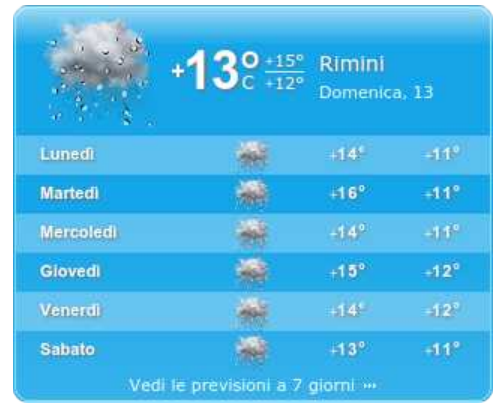 +13° C +15° +12° Rimini
Domenica, 13
Lunedì +14° +11°
Martedì +16° +11°
Mercoledì +14° +11°
Giovedì +15° +12°
Venerdì +14° +12°
Sabato +13° +11°
Vedi le previsioni a 7 giorni ···